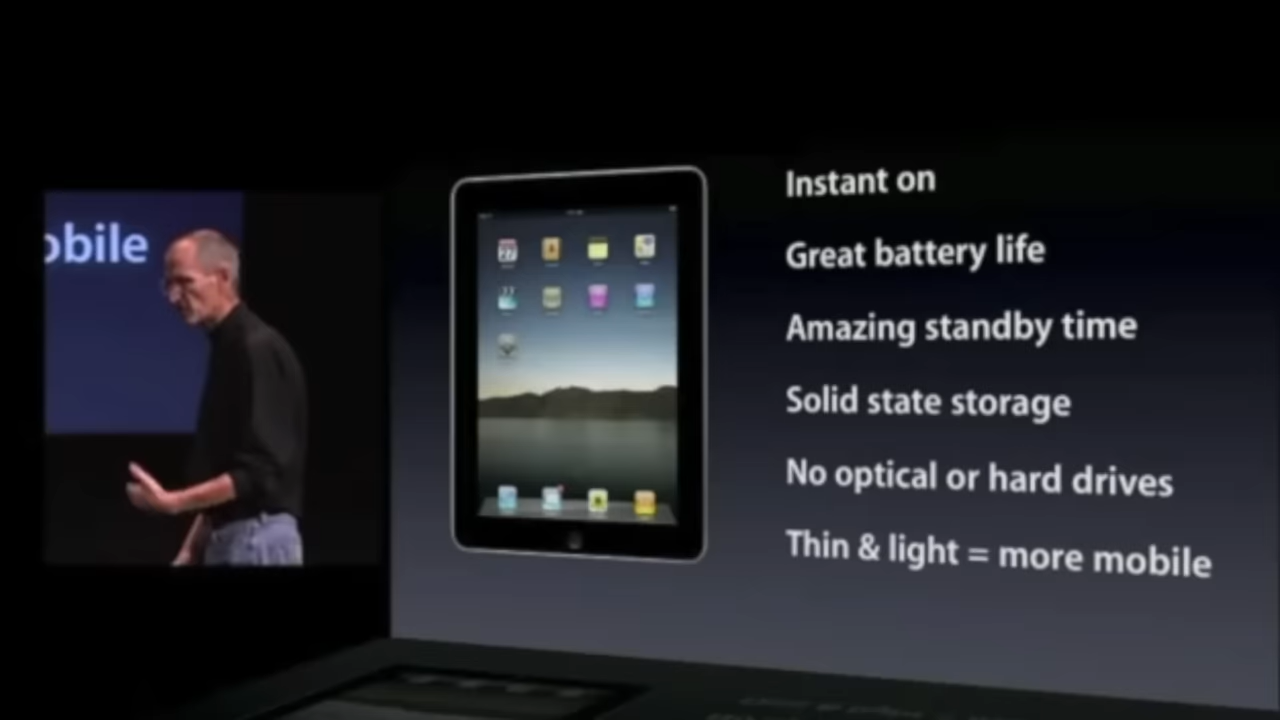 obile
27
Instant on
Great battery life
Amazing standby time
Solid state storage
No optical or hard drives
Thin & light = more mobile